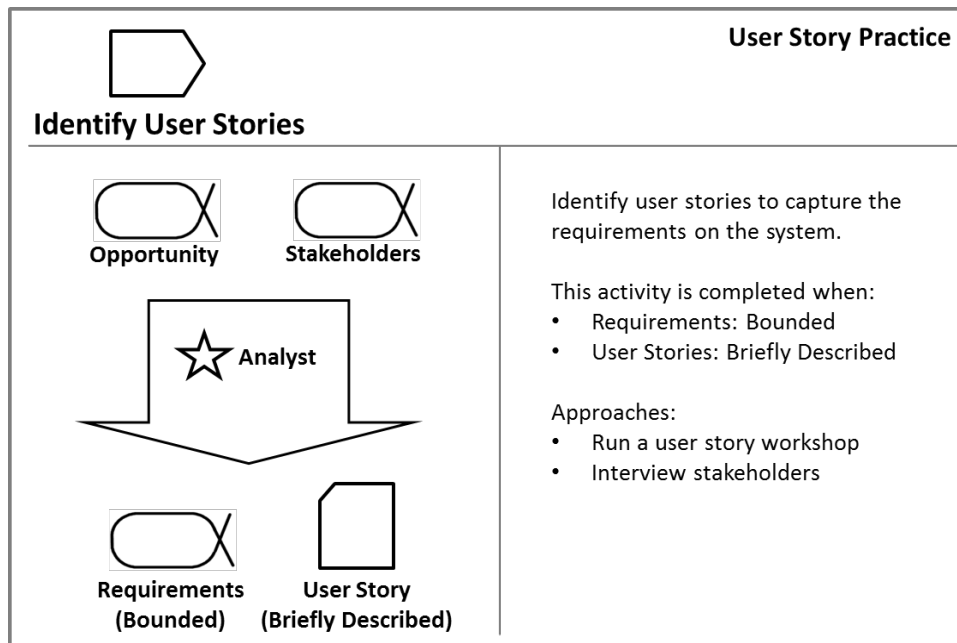 User Story Practice
Identify User Stories
Opportunity
Stakeholders
Analyst
Requirements
(Bounded)
User Story
(Briefly Described)
Identify user stories to capture the
requirements on the system.
This activity is completed when:
• Requirements: Bounded
• User Stories: Briefly Described
Approaches:
• Run a user story workshop
• Interview stakeholders